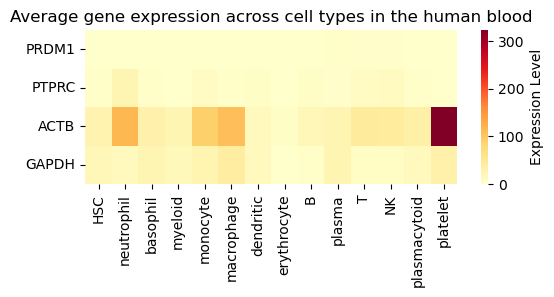 Average gene expression across cell types in the human blood
PRDM1
PTPRC
ACTB
GAPDH
HSC
neutrophil
basophil
myeloid
monocyte
macrophage
dendritic
erythrocyte
B
plasma
T
NK
plasmacytoid
platelet
300
200
100
0
Expression Level